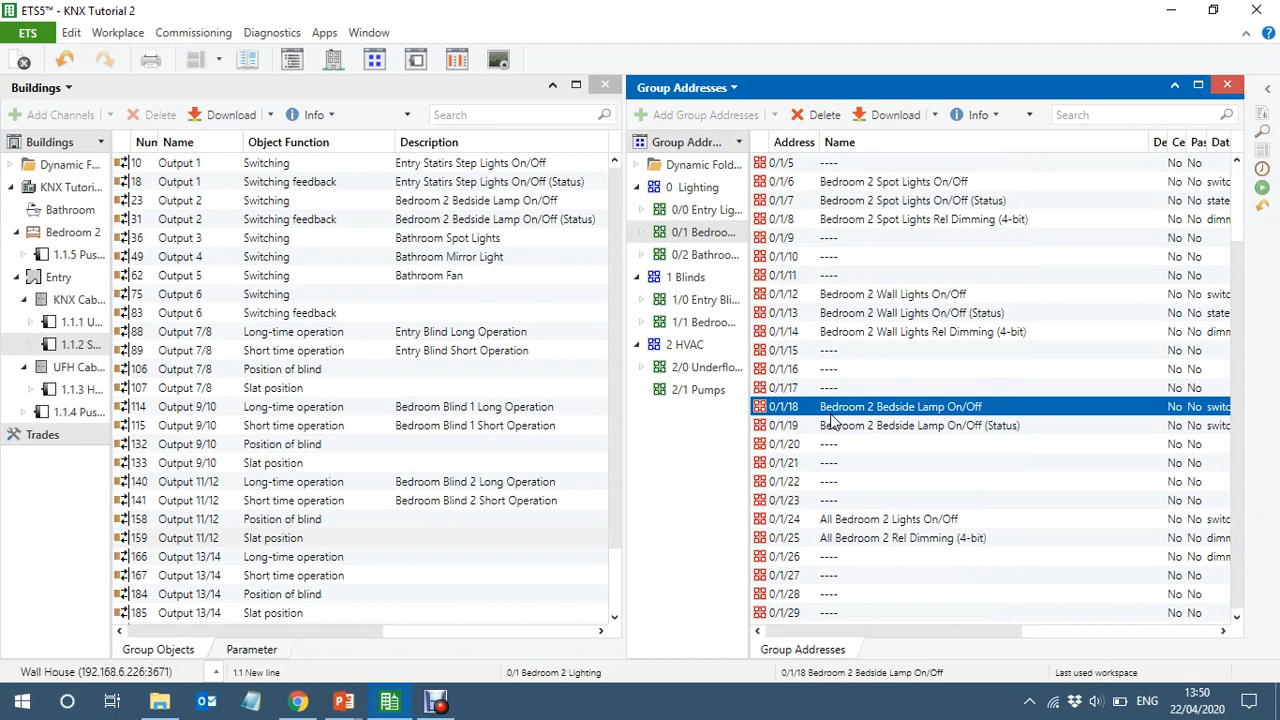 ETS5™ - KNX Tutorial 2
ETS Edit Workplace Commissioning Diagnostics Apps Window
Buildings
Add Channels Delete Download Info Search
Buildings Num Name Object Function Description
Dynamic F...
KNX Tutori...
Bathroom
Bedroom 2
1.1.5 Pus...
Entry
KNX Cab...
1.1.1 U...
1.1.2 S...
UFH Cab...
1.1.3 H...
1.1.4 Pus...
Trades
10 Output 1 Switching Entry Statirs Step Lights On/Off
18 Output 1 Switching feedback Entry Statirs Step Lights On/Off (Status)
23 Output 2 Switching Bedroom 2 Bedside Lamp On/Off
31 Output 2 Switching feedback Bedroom 2 Bedside Lamp On/Off (Status)
36 Output 3 Switching Bathroom Spot Lights
49 Output 4 Switching Bathroom Mirror Light
62 Output 5 Switching Bathroom Fan
75 Output 6 Switching
83 Output 6 Switching feedback
88 Output 7/8 Long-time operation Entry Blind Long Operation
89 Output 7/8 Short time operation Entry Blind Short Operation
106 Output 7/8 Position of blind
107 Output 7/8 Slat position
114 Output 9/10 Long-time operation Bedroom Blind 1 Long Operation
115 Output 9/10 Short time operation Bedroom Blind 1 Short Operation
132 Output 9/10 Position of blind
133 Output 9/10 Slat position
140 Output 11/12 Long-time operation Bedroom Blind 2 Long Operation
141 Output 11/12 Short time operation Bedroom Blind 2 Short Operation
158 Output 11/12 Position of blind
159 Output 11/12 Slat position
166 Output 13/14 Long-time operation
167 Output 13/14 Short time operation
184 Output 13/14 Position of blind
185 Output 13/14 Slat position
Group Objects Parameter
Group Addresses
Add Group Addresses Delete Download Info Search
Group Addr... Address Name De Ce Pas Dat
Dynamic Fold...
0 Lighting
0/0 Entry Lig...
0/1 Bedroo...
0/2 Bathroo...
1 Blinds
1/0 Entry Bli...
1/1 Bedroo...
2 HVAC
2/0 Underflo...
2/1 Pumps
0/1/5 ---- No No
0/1/6 Bedroom 2 Spot Lights On/Off No No switc
0/1/7 Bedroom 2 Spot Lights On/Off (Status) No No state
0/1/8 Bedroom 2 Spot Lights Rel Dimming (4-bit) No No dimm
0/1/9 ---- No No
0/1/10 ---- No No
0/1/11 ---- No No
0/1/12 Bedroom 2 Wall Lights On/Off No No switc
0/1/13 Bedroom 2 Wall Lights On/Off (Status) No No state
0/1/14 Bedroom 2 Wall Lights Rel Dimming (4-bit) No No dimm
0/1/15 ---- No No
0/1/16 ---- No No
0/1/17 ---- No No
0/1/18 Bedroom 2 Bedside Lamp On/Off No No switc
0/1/19 Bedroom 2 Bedside Lamp On/Off (Status) No No switc
0/1/20 ---- No No
0/1/21 ---- No No
0/1/22 ---- No No
0/1/23 ---- No No
0/1/24 All Bedroom 2 Lights On/Off No No switc
0/1/25 All Bedroom 2 Rel Dimming (4-bit) No No
0/1/26 ---- No No dimm
0/1/27 ---- No No
0/1/28 ---- No No
0/1/29 ---- No No
Group Addresses
Wall House (192.168.6.226:3671) 1.1 New line 0/1 Bedroom 2 Lighting 0/1/18 Bedroom 2 Bedside Lamp On/Off Last used workspace
ENG 13:50
22/04/2020